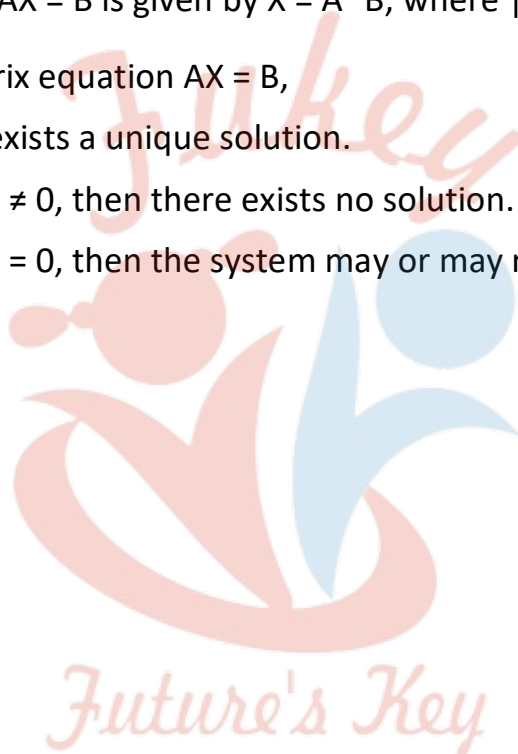 AX = B is given by X = A B, where |
rix equation AX = B,
exists a unique solution.
≠ 0, then there exists no solution.
= 0, then the system may or may
Fukey
Future's Key